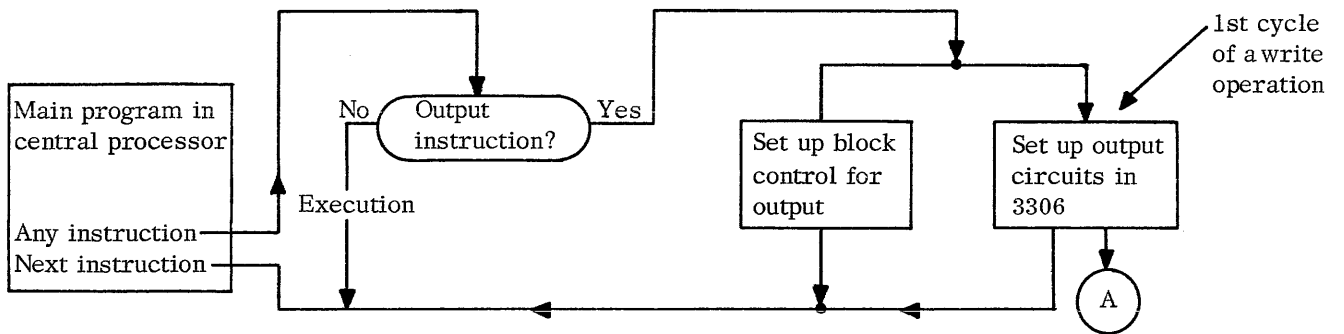 Main program in
central processor
Any instruction
Next instruction
No
Execution
Output
instruction?
Yes
Set up block
control for
output
Set up output
circuits in
3306
A
1st cycle
of a write
operation